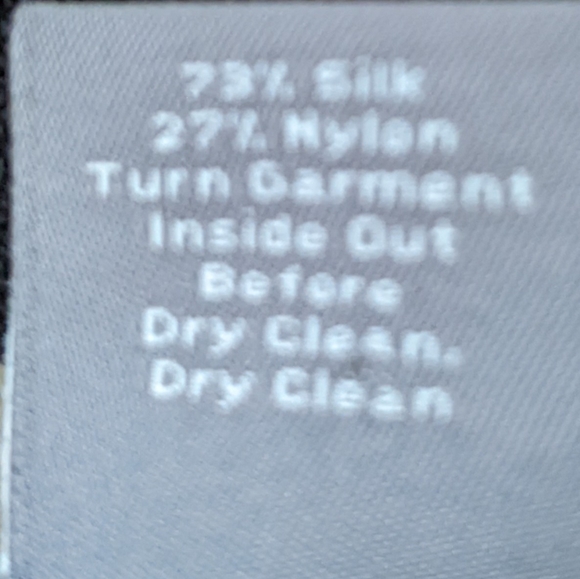 73% Silk
27% Nylon
Turn Garment
Inside Out
Before
Dry Clean.
Dry Clean